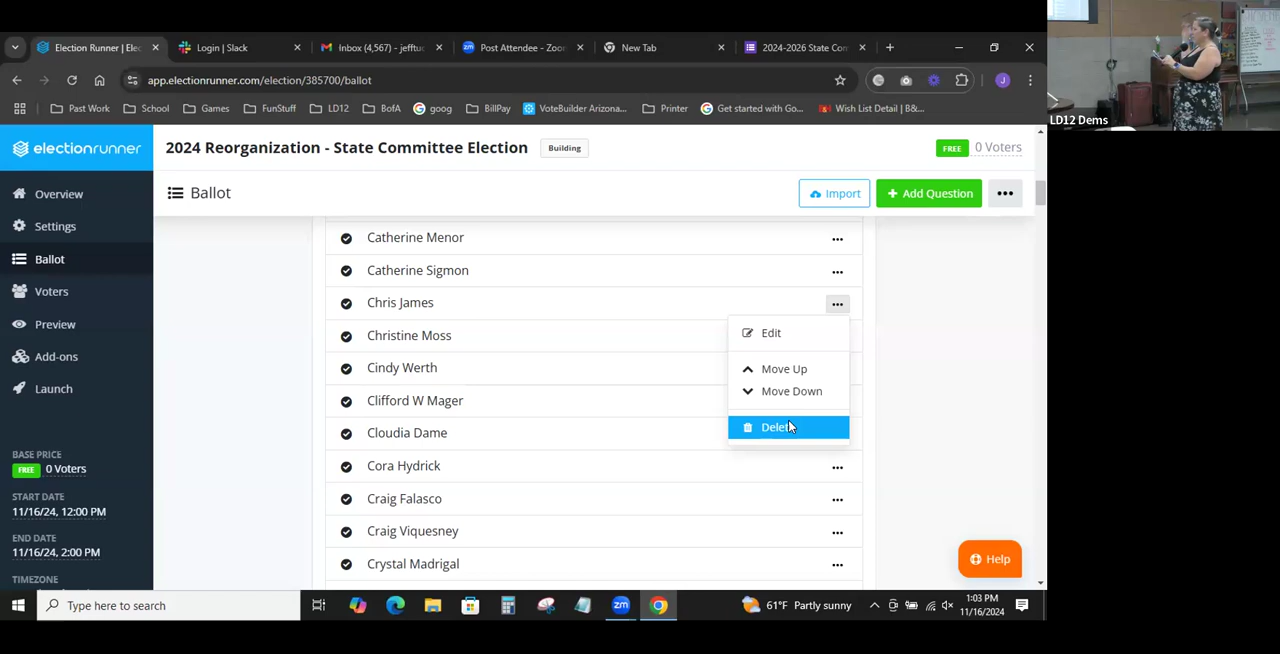 Election Runner | Elec
Login | Slack
Inbox (4,567) - jefftuc
Post Attendee - Zoo
New Tab
2024-2026 State Com
app.electionrunner.com/election/385700/ballot
Past Work
School
Games
FunStuff
LD12
BofA
goog
BillPay
VoteBuilder Arizona...
Printer
Get started with Go...
Wish List Detail | B&...
LD12 Dems
electionrunner
2024 Reorganization - State Committee Election
Building
FREE 0 Voters
Ballot
Import
Add Question
Overview
Settings
Ballot
Voters
Preview
Add-ons
Launch
BASE PRICE
FREE 0 Voters
START DATE
11/16/24, 12:00 PM
END DATE
11/16/24, 2:00 PM
TIMEZONE
Catherine Menor
Catherine Sigmon
Chris James
Christine Moss
Cindy Werth
Clifford W Mager
Cloudia Dame
Cora Hydrick
Craig Falasco
Craig Viquesney
Crystal Madrigal
Edit
Move Up
Move Down
Delete
Help
Type here to search
zm
61°F Partly sunny
1:03 PM
11/16/2024